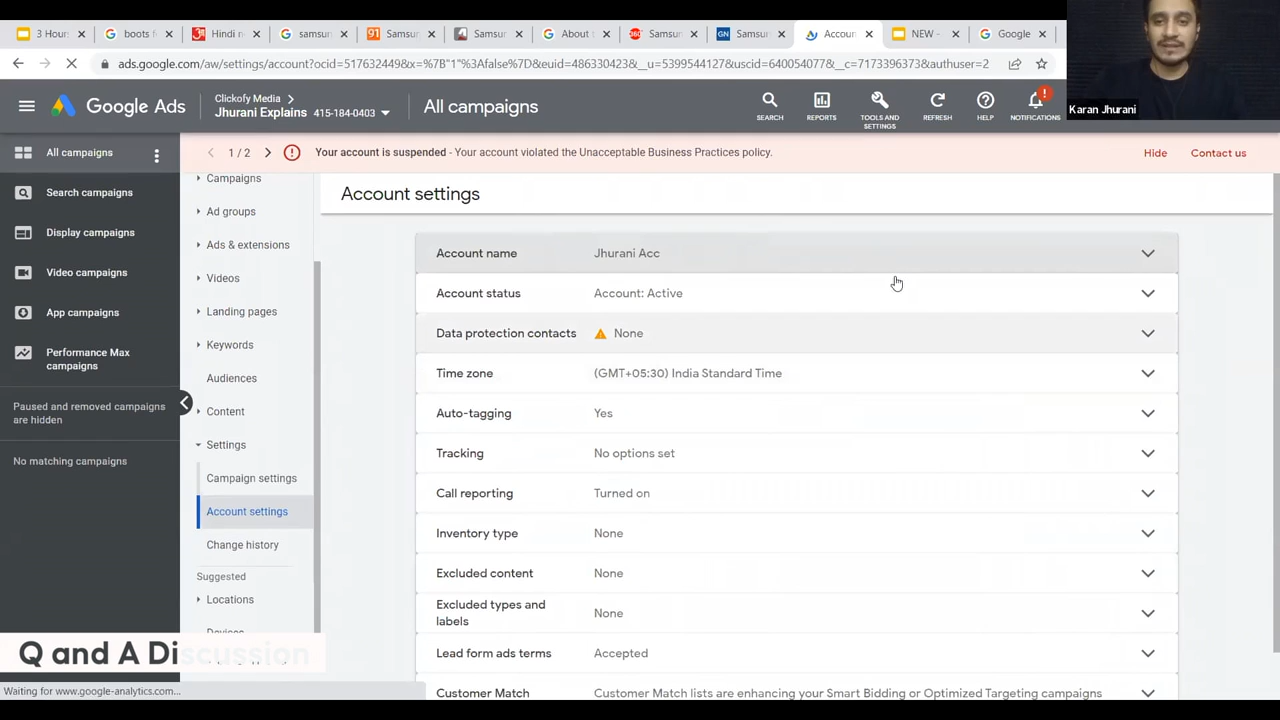 3 Hours
boots f
Hindi n
samsun
Samsun
Samsun
About t
Samsun
Samsun
Accoun
NEW -
Google
ads.google.com/aw/settings/account?ocid=517632449&x=%7B"1"%3Afalse%7D&euid=486330423&__u=5399544127&uscid=640054077&__c=7173396373&authuser=2
Google Ads
Clickofy Media
Jhurani Explains 415-184-0403
All campaigns
SEARCH
REPORTS
TOOLS AND SETTINGS
REFRESH
HELP
NOTIFICATIONS
Karan Jhurani
1 / 2
Your account is suspended - Your account violated the Unacceptable Business Practices policy.
Hide
Contact us
All campaigns
Search campaigns
Display campaigns
Video campaigns
App campaigns
Performance Max
campaigns
Paused and removed campaigns
are hidden
No matching campaigns
Campaigns
Ad groups
Ads & extensions
Videos
Landing pages
Keywords
Audiences
Content
Settings
Campaign settings
Account settings
Change history
Suggested
Locations
Account settings
Account name Jhurani Acc
Account status Account: Active
Data protection contacts None
Time zone (GMT+05:30) India Standard Time
Auto-tagging Yes
Tracking No options set
Call reporting Turned on
Inventory type None
Excluded content None
Excluded types and
labels None
Lead form ads terms Accepted
Customer Match Customer Match lists are enhancing your Smart Bidding or Optimized Targeting campaigns
Q and A Discussion
Waiting for www.google-analytics.com...